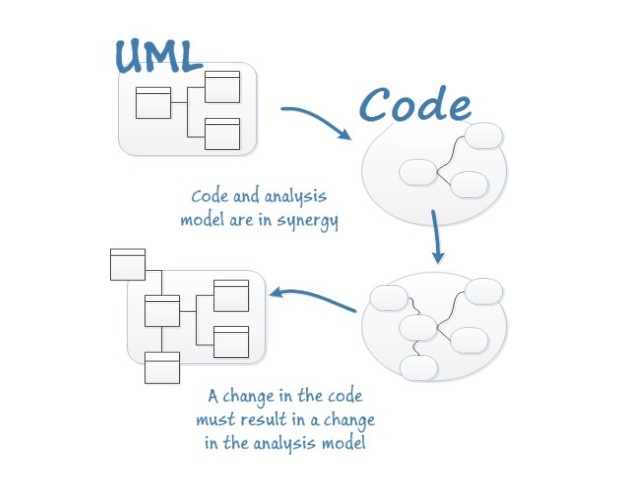 UML
Code
Code and analysis
model are in synergy
A change in the code
must result in a change
in the analysis model